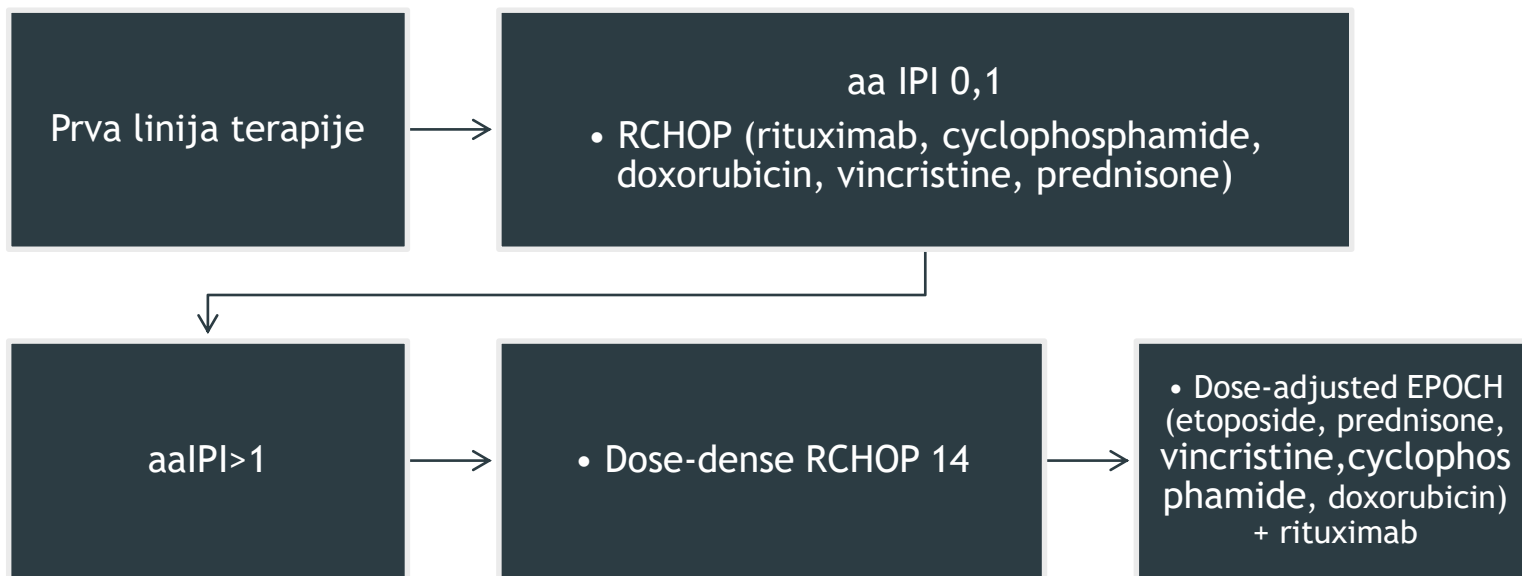 Prva linija terapije
aa IPI 0,1
• RCHOP (rituximab, cyclophosphamide,
doxorubicin, vincristine, prednisone)
aaIPI>1
• Dose-dense RCHOP 14
• Dose-adjusted EPOCH
(etoposide, prednisone,
vincristine,cyclophos
phamide, doxorubicin)
+ rituximab